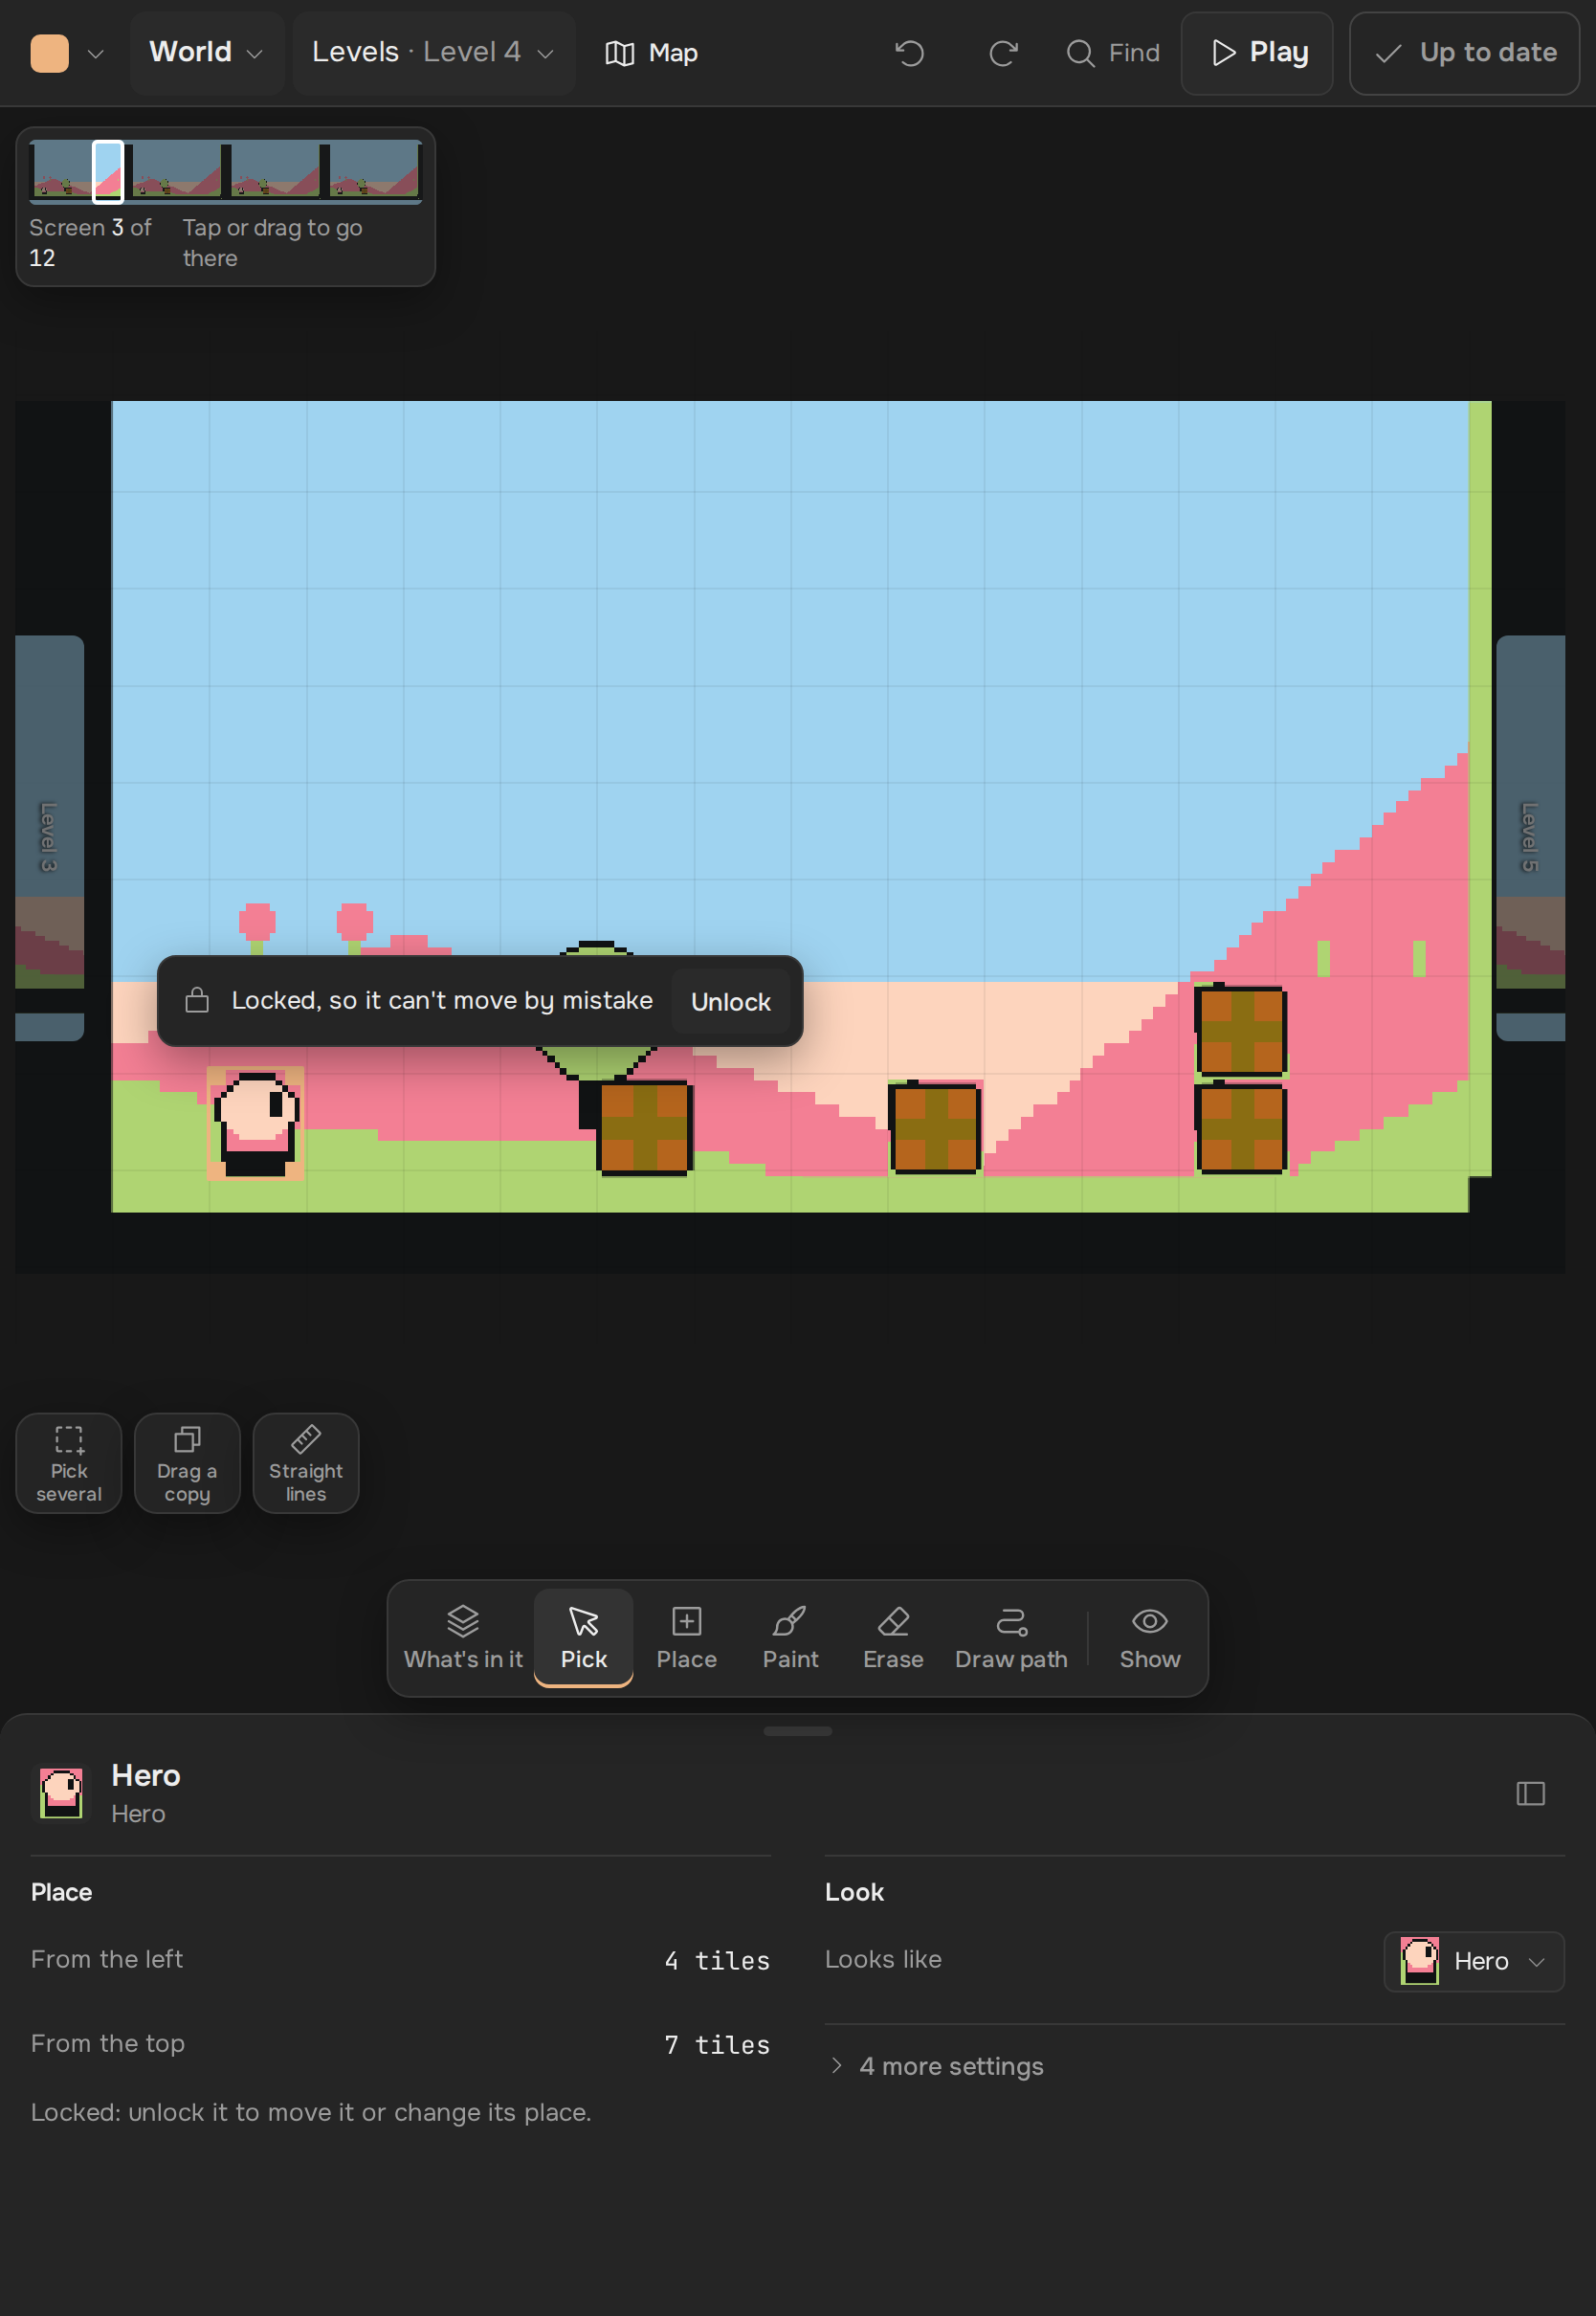 World
Levels · Level 4
Map
Find
Play
Up to date
Screen 3 of
12
Tap or drag to go
there
Level 3
Level 5
Locked, so it can't move by mistake
Unlock
Pick
several
Drag a
copy
Straight
lines
What's in it
Pick
Place
Paint
Erase
Draw path
Show
Hero
Hero
Place
From the left
4 tiles
From the top
7 tiles
Locked: unlock it to move it or change its place.
Look
Looks like
Hero
4 more settings